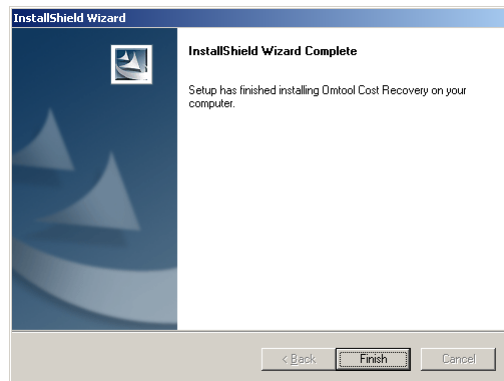 InstallShield Wizard
InstallShield Wizard Complete
Setup has finished installing Omtool Cost Recovery on your
computer.
< Back
Finish
Cancel